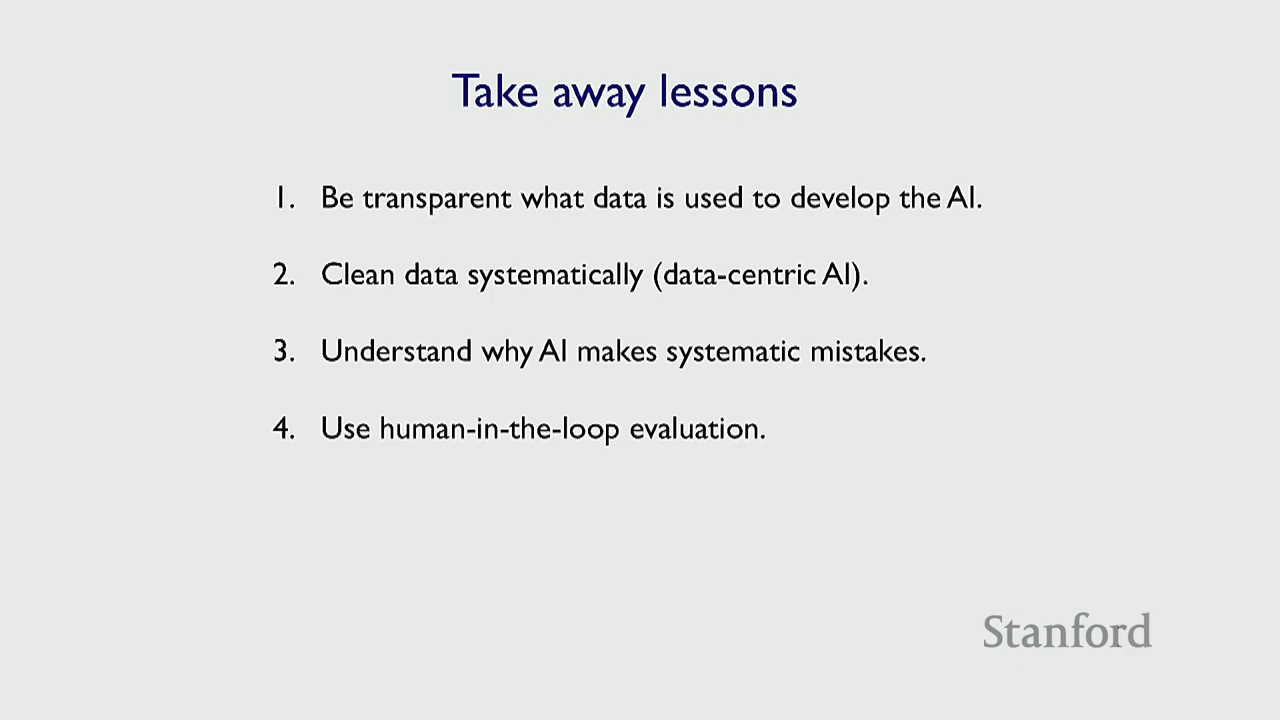 Take away lessons
1. Be transparent what data is used to develop the AI.
2. Clean data systematically (data-centric AI).
3. Understand why AI makes systematic mistakes.
4. Use human-in-the-loop evaluation.
Stanford